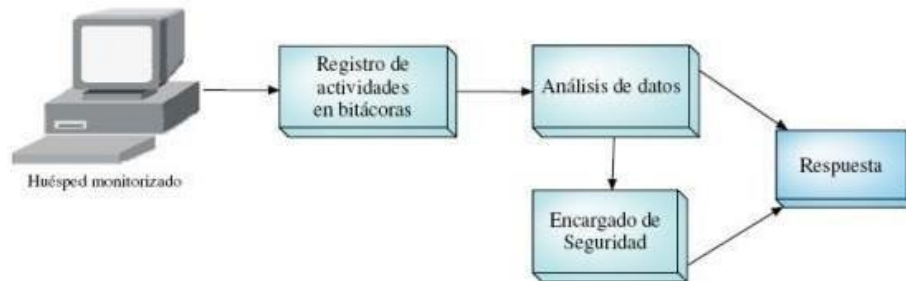 Huésped monitorizado
Registro de
actividades
en bitácoras
Análisis de datos
Encargado de
Seguridad
Respuesta